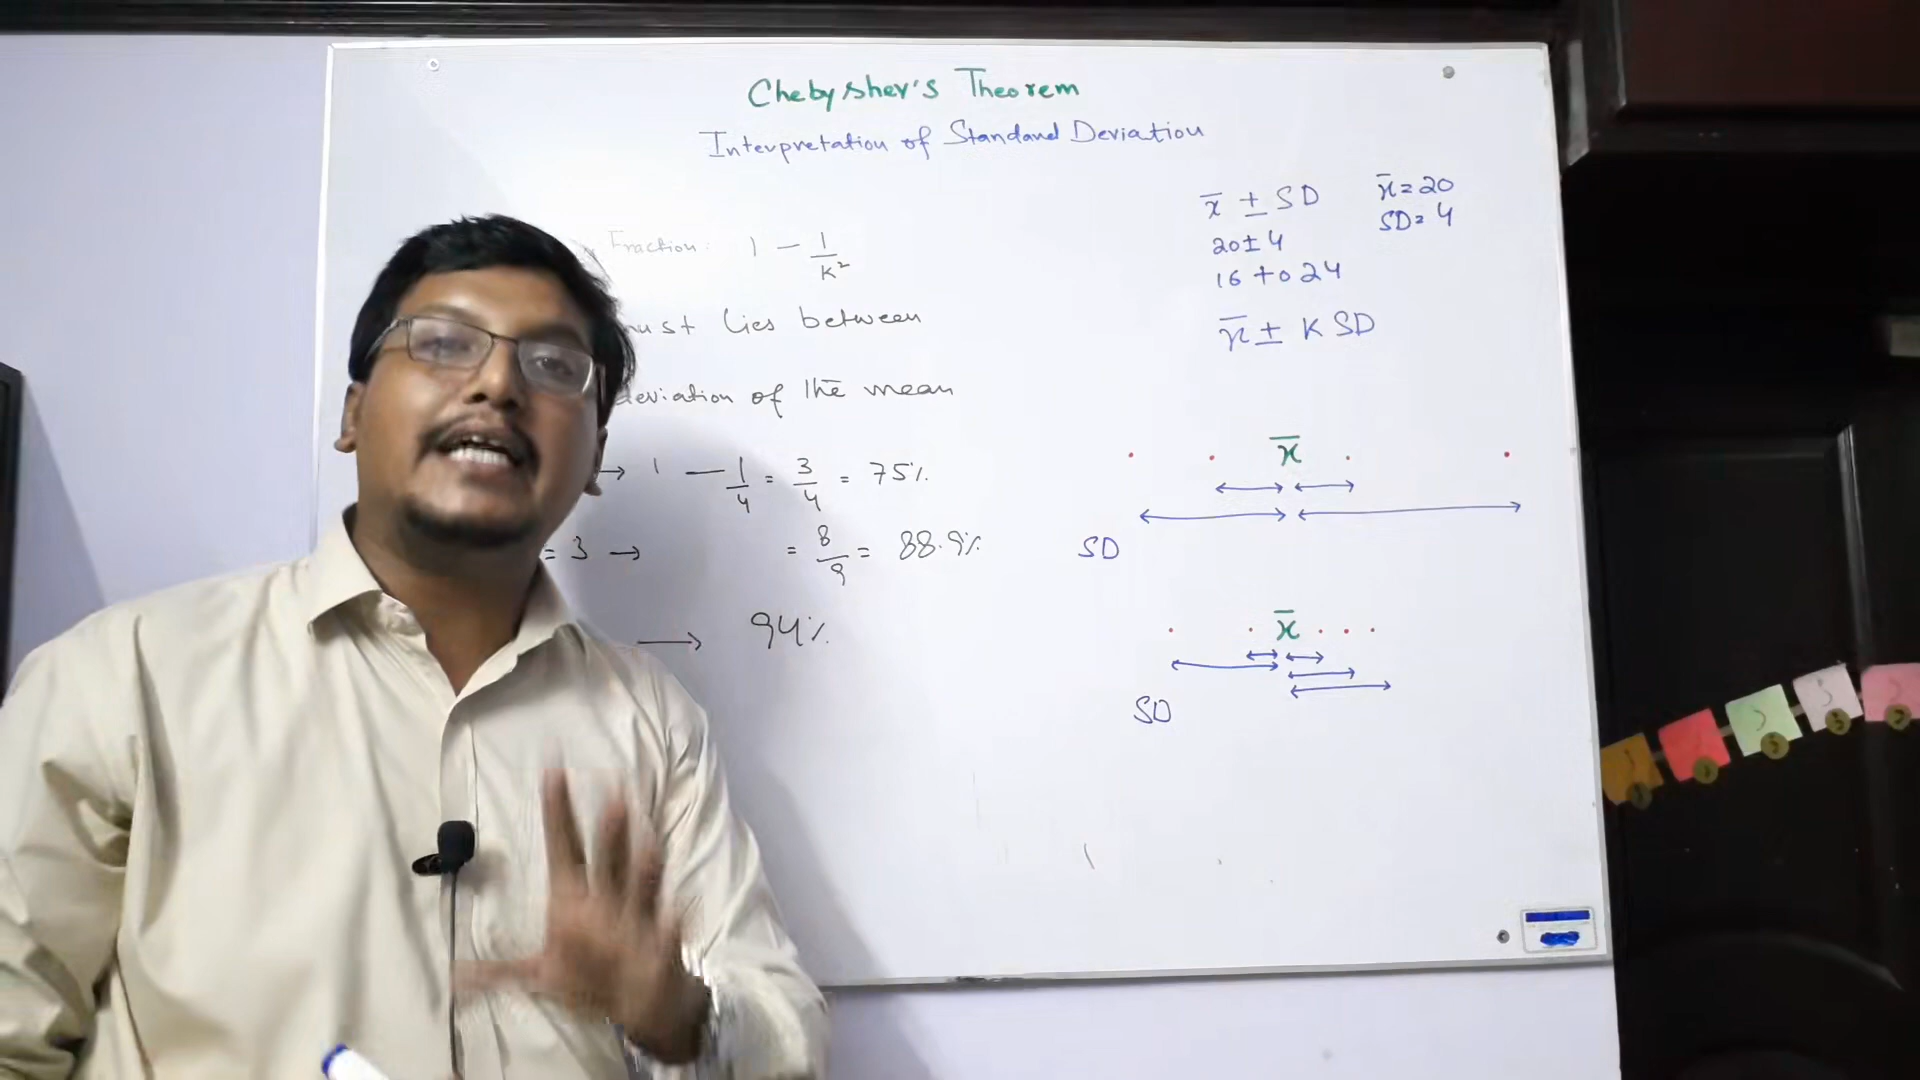 Chebyshev's Theorem
Interpretation of Standard Deviation
Fraction: 1 - 1/K²
must lies between
deviation of the mean
→ 1 - 1/4 = 3/4 = 75%
= 3 → = 8/9 = 88.9%
→ 94%
x̄ ± SD
20 ± 4
16 to 24
x̄ ± K SD
x̄ = 20
SD = 4
x̄
SD
x̄
SD